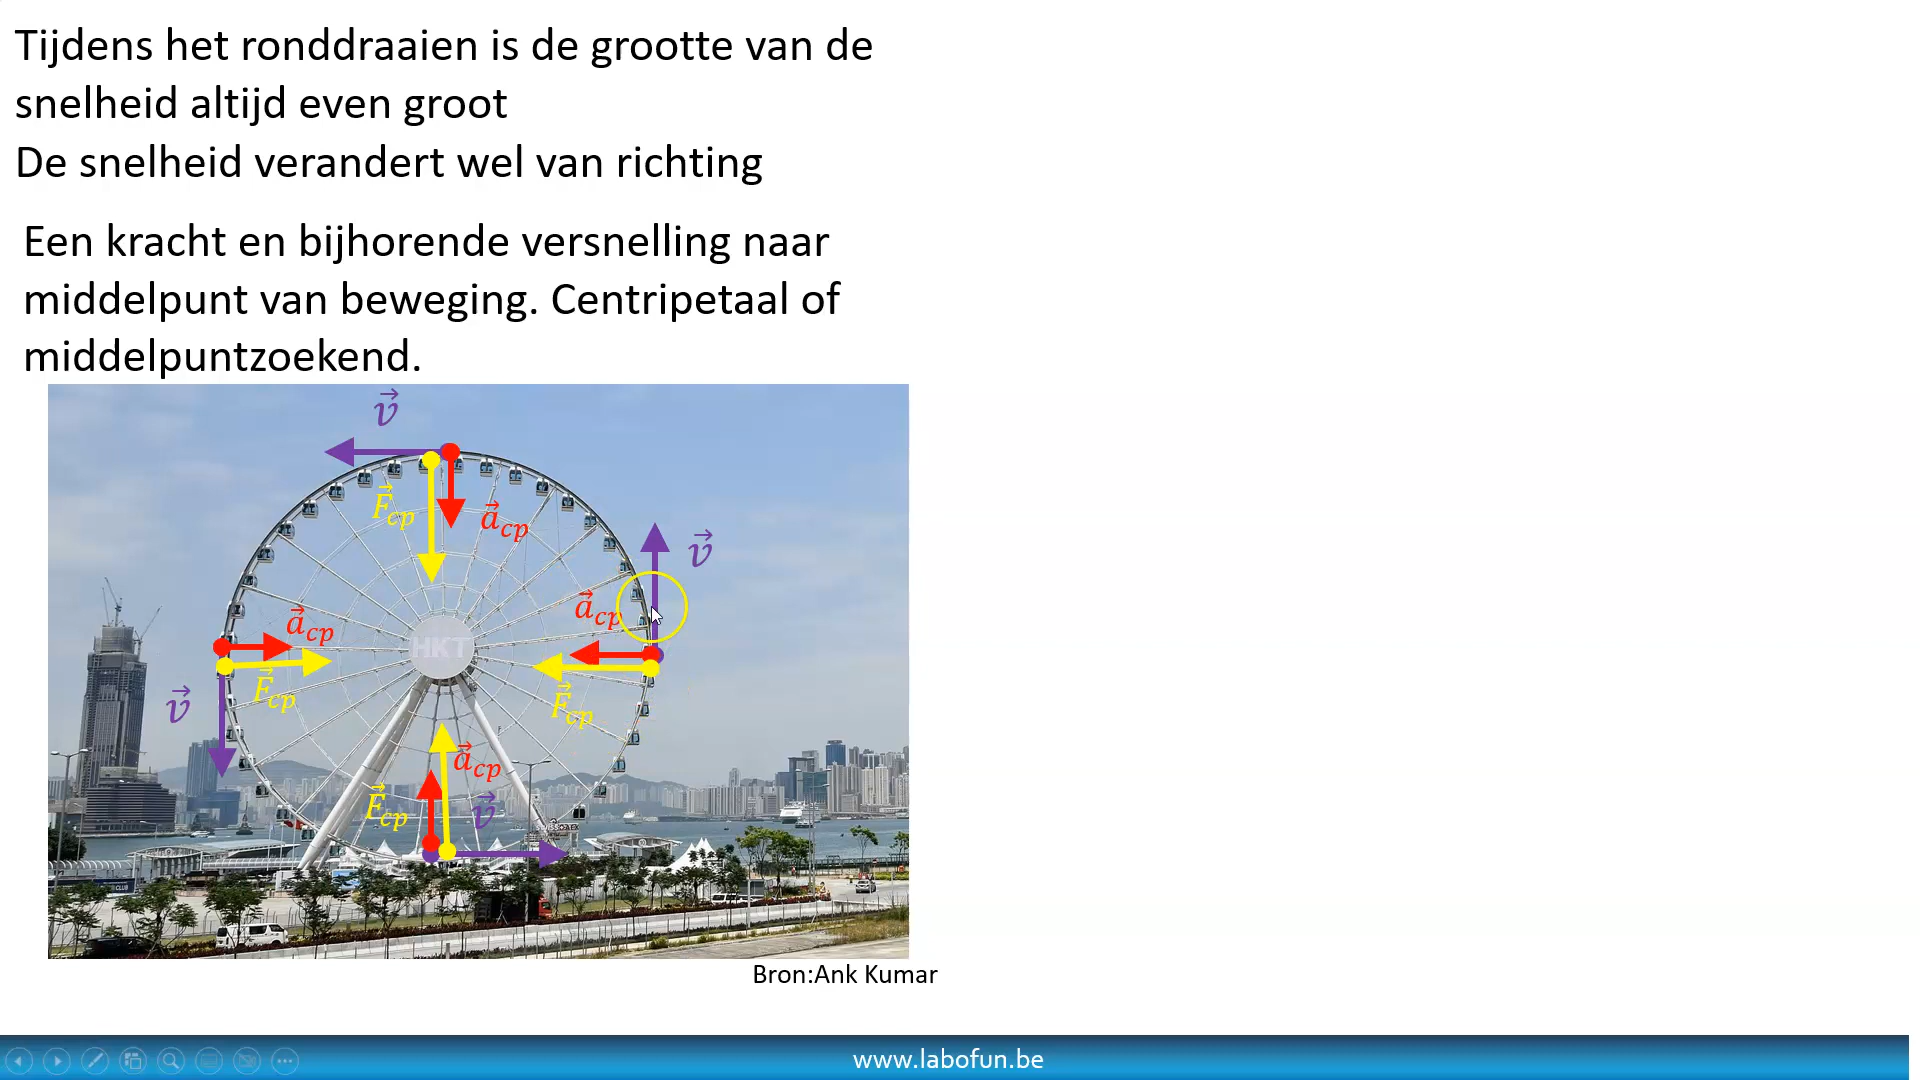 Tijdens het ronddraaien is de grootte van de
snelheid altijd even groot
De snelheid verandert wel van richting
Een kracht en bijhorende versnelling naar
middelpunt van beweging. Centripetaal of
middelpuntzoekend.
v⃗
F⃗cp
a⃗cp
v⃗
a⃗cp
a⃗cp
HKT
F⃗cp
F⃗cp
v⃗
a⃗cp
F⃗cp
v⃗
Bron:Ank Kumar
www.labofun.be